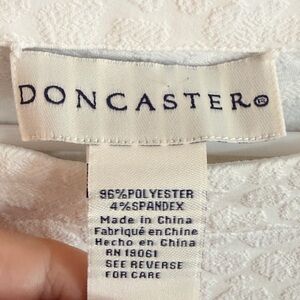 DONCASTER®
96%POLYESTER
4%SPANDEX
Made in China
Fabriqué en Chine
Hecho en China
RN 19061
SEE REVERSE
FOR CARE